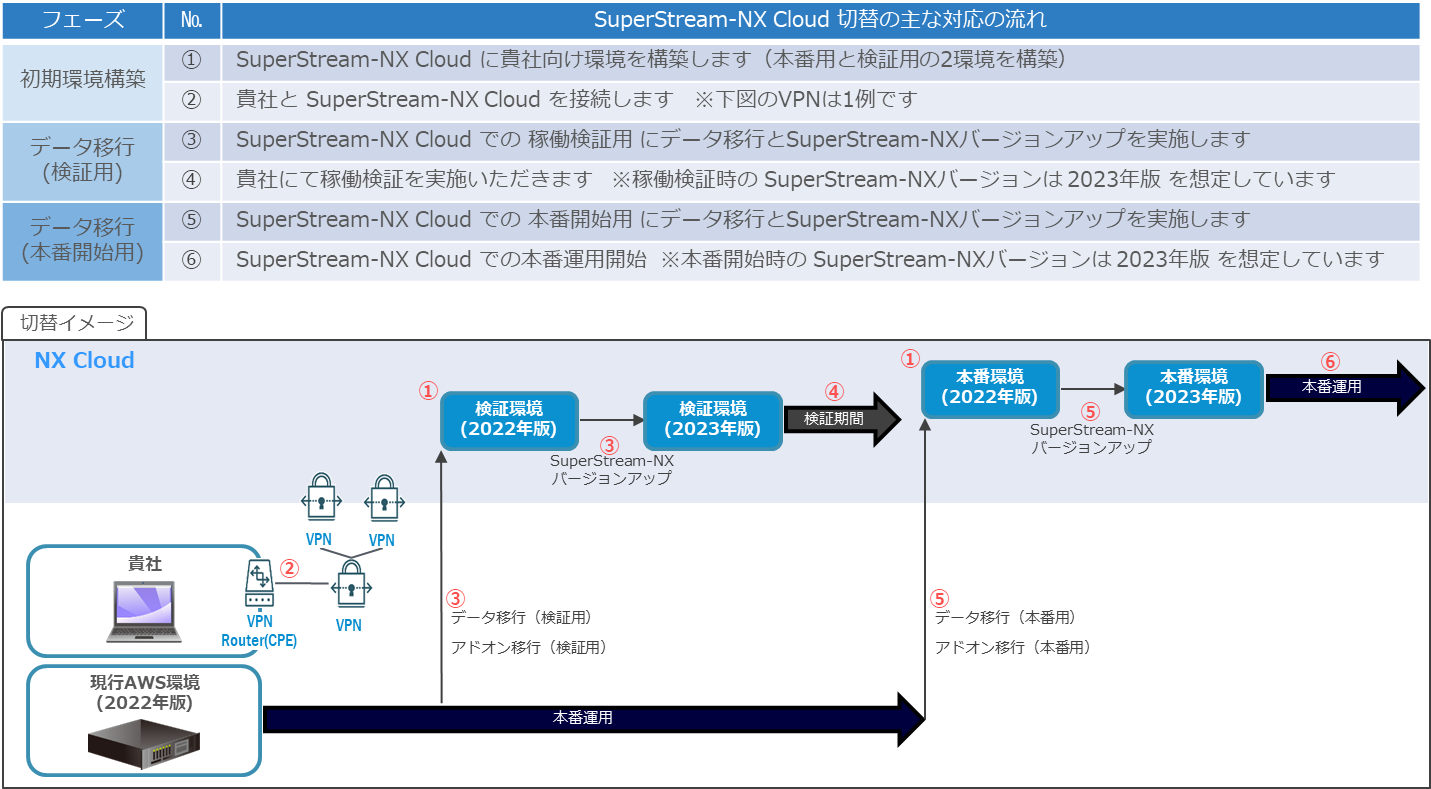 フェーズ
№
SuperStream-NX Cloud 切替の主な対応の流れ
初期環境構築
①
SuperStream-NX Cloud に貴社向け環境を構築します（本番用と検証用の2環境を構築）
②
貴社と SuperStream-NX Cloud を接続します　※下図のVPNは1例です
データ移行
(検証用)
③
SuperStream-NX Cloud での 稼働検証用 にデータ移行とSuperStream-NXバージョンアップを実施します
④
貴社にて稼働検証を実施いただきます　※稼働検証時の SuperStream-NXバージョンは 2023年版 を想定しています
データ移行
(本番開始用)
⑤
SuperStream-NX Cloud での 本番開始用 にデータ移行とSuperStream-NXバージョンアップを実施します
⑥
SuperStream-NX Cloud での本番運用開始　※本番開始時の SuperStream-NXバージョンは 2023年版 を想定しています
切替イメージ
NX Cloud
①
検証環境
(2022年版)
③
SuperStream-NX
バージョンアップ
検証環境
(2023年版)
④
検証期間
①
本番環境
(2022年版)
⑤
SuperStream-NX
バージョンアップ
本番環境
(2023年版)
⑥
本番運用
VPN
VPN
貴社
②
VPN
Router(CPE)
VPN
③
データ移行（検証用）
アドオン移行（検証用）
⑤
データ移行（本番用）
アドオン移行（本番用）
現行AWS環境
(2022年版)
本番運用